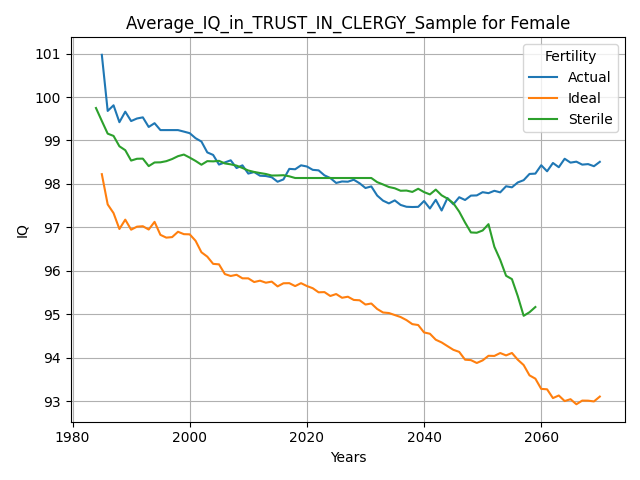 Average_IQ_in_TRUST_IN_CLERGY_Sample for Female
Fertility
Actual
Ideal
Sterile
IQ
101
100
99
98
97
96
95
94
93
1980
2000
2020
2040
2060
Years